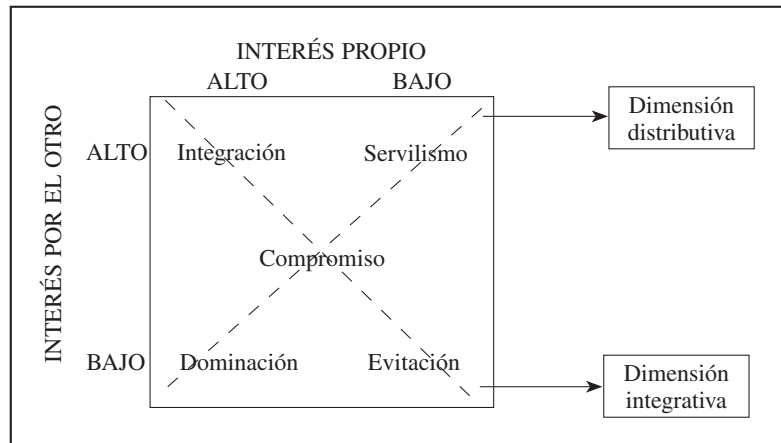 INTERÉS PROPIO
ALTO BAJO
INTERÉS POR EL OTRO
ALTO Integración Servilismo
Compromiso
BAJO Dominación Evitación
Dimensión
distributiva
Dimensión
integrativa